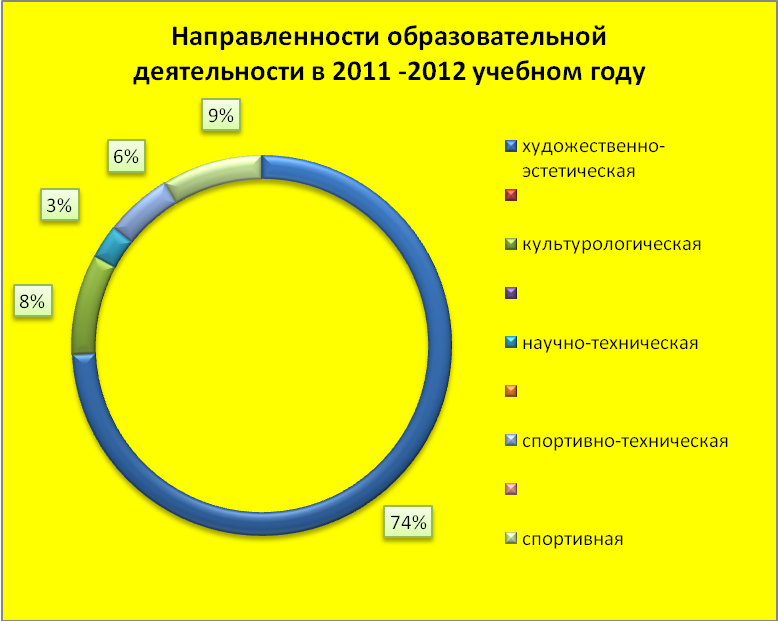 Направленности образовательной
деятельности в 2011 -2012 учебном году
9%
6%
3%
8%
74%
художественно-
эстетическая
культурологическая
научно-техническая
спортивно-техническая
спортивная